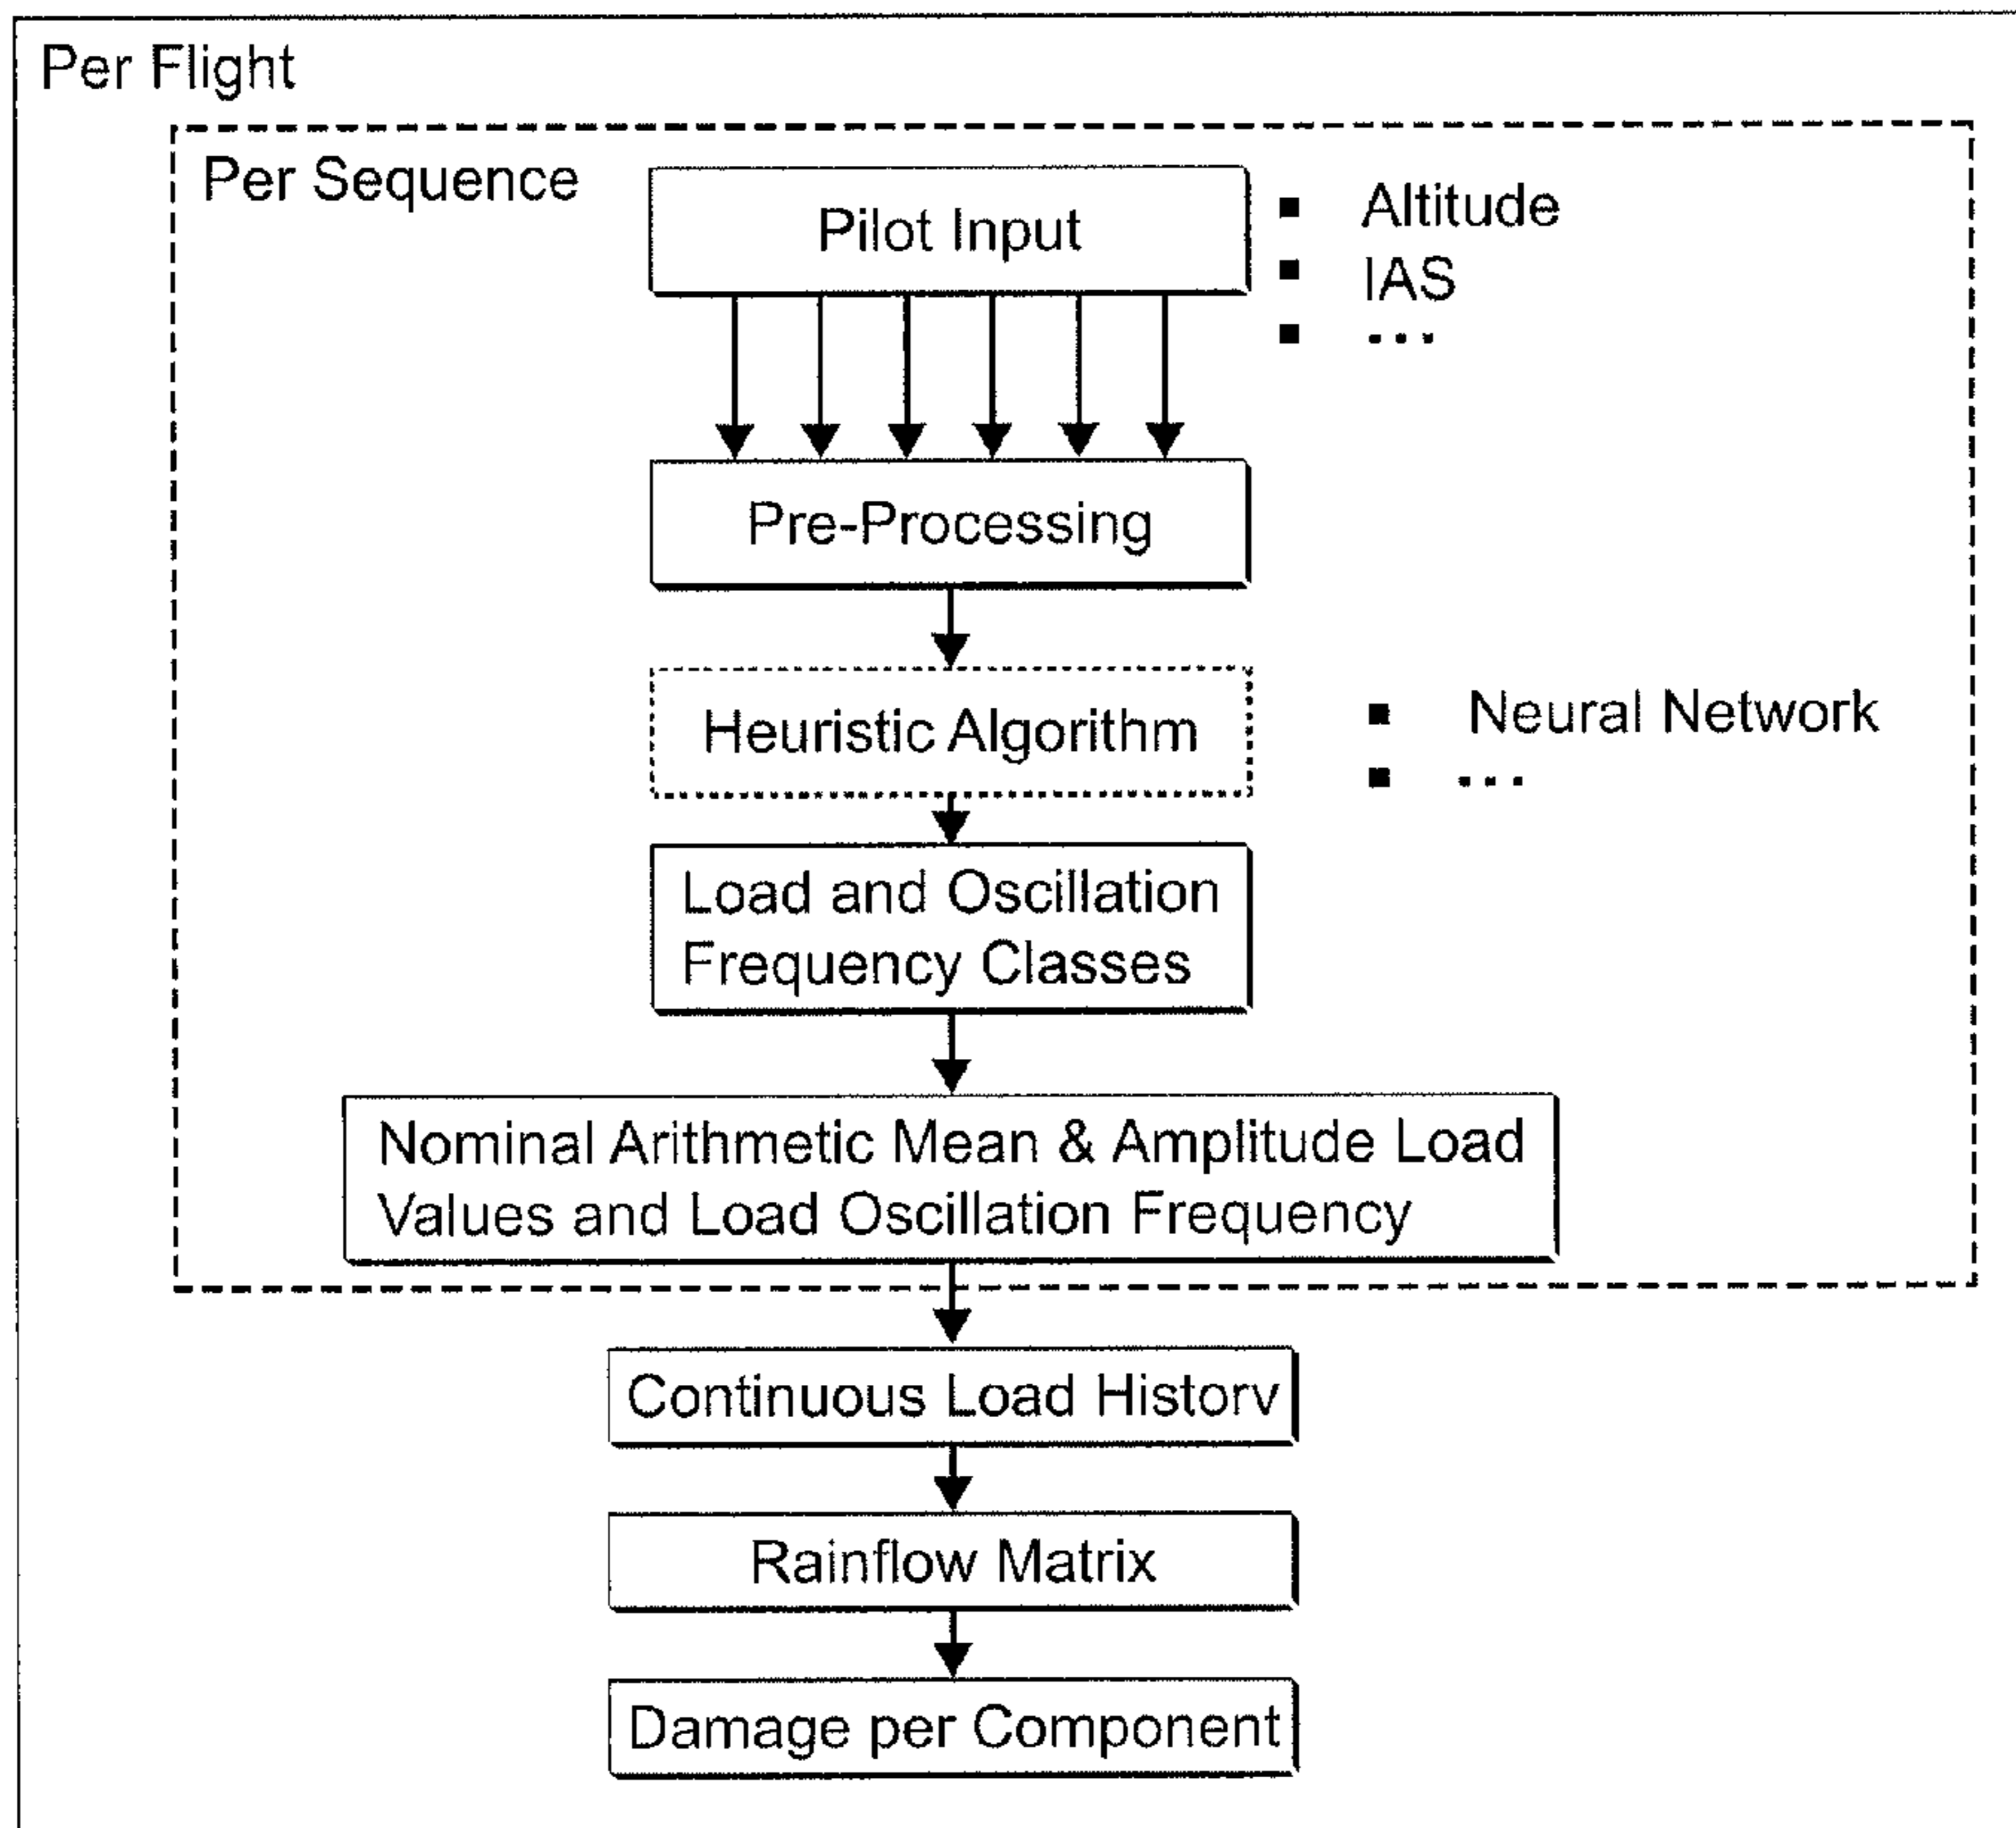 Per Flight
Per Sequence
Pilot Input
▪ Altitude
▪ IAS
▪ ...
Pre-Processing
Heuristic Algorithm
▪ Neural Network
▪ ...
Load and Oscillation
Frequency Classes
Nominal Arithmetic Mean & Amplitude Load
Values and Load Oscillation Frequency
Continuous Load History
Rainflow Matrix
Damage per Component